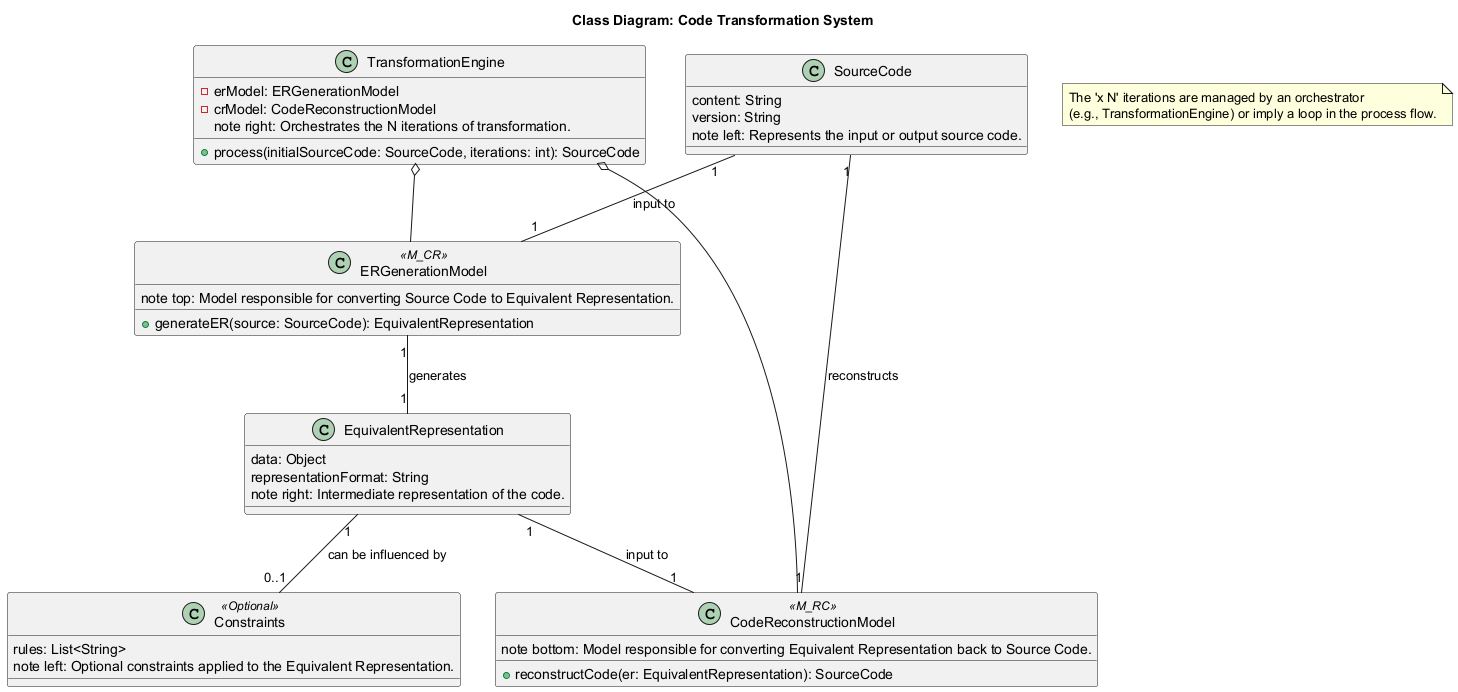 Class Diagram: Code Transformation System
C TransformationEngine
erModel: ERGenerationModel
crModel: CodeReconstructionModel
note right: Orchestrates the N iterations of transformation.
process(initialSourceCode: SourceCode, iterations: int): SourceCode
C SourceCode
content: String
version: String
note left: Represents the input or output source code.
The 'x N' iterations are managed by an orchestrator
(e.g., TransformationEngine) or imply a loop in the process flow.
1
1
input to
1
C «M_CR»
ERGenerationModel
note top: Model responsible for converting Source Code to Equivalent Representation.
generateER(source: SourceCode): EquivalentRepresentation
1
generates
1
reconstructs
C EquivalentRepresentation
data: Object
representationFormat: String
note right: Intermediate representation of the code.
1
1
can be influenced by
input to
0..1
1
1
C «Optional»
Constraints
rules: List<String>
note left: Optional constraints applied to the Equivalent Representation.
C «M_RC»
CodeReconstructionModel
note bottom: Model responsible for converting Equivalent Representation back to Source Code.
reconstructCode(er: EquivalentRepresentation): SourceCode